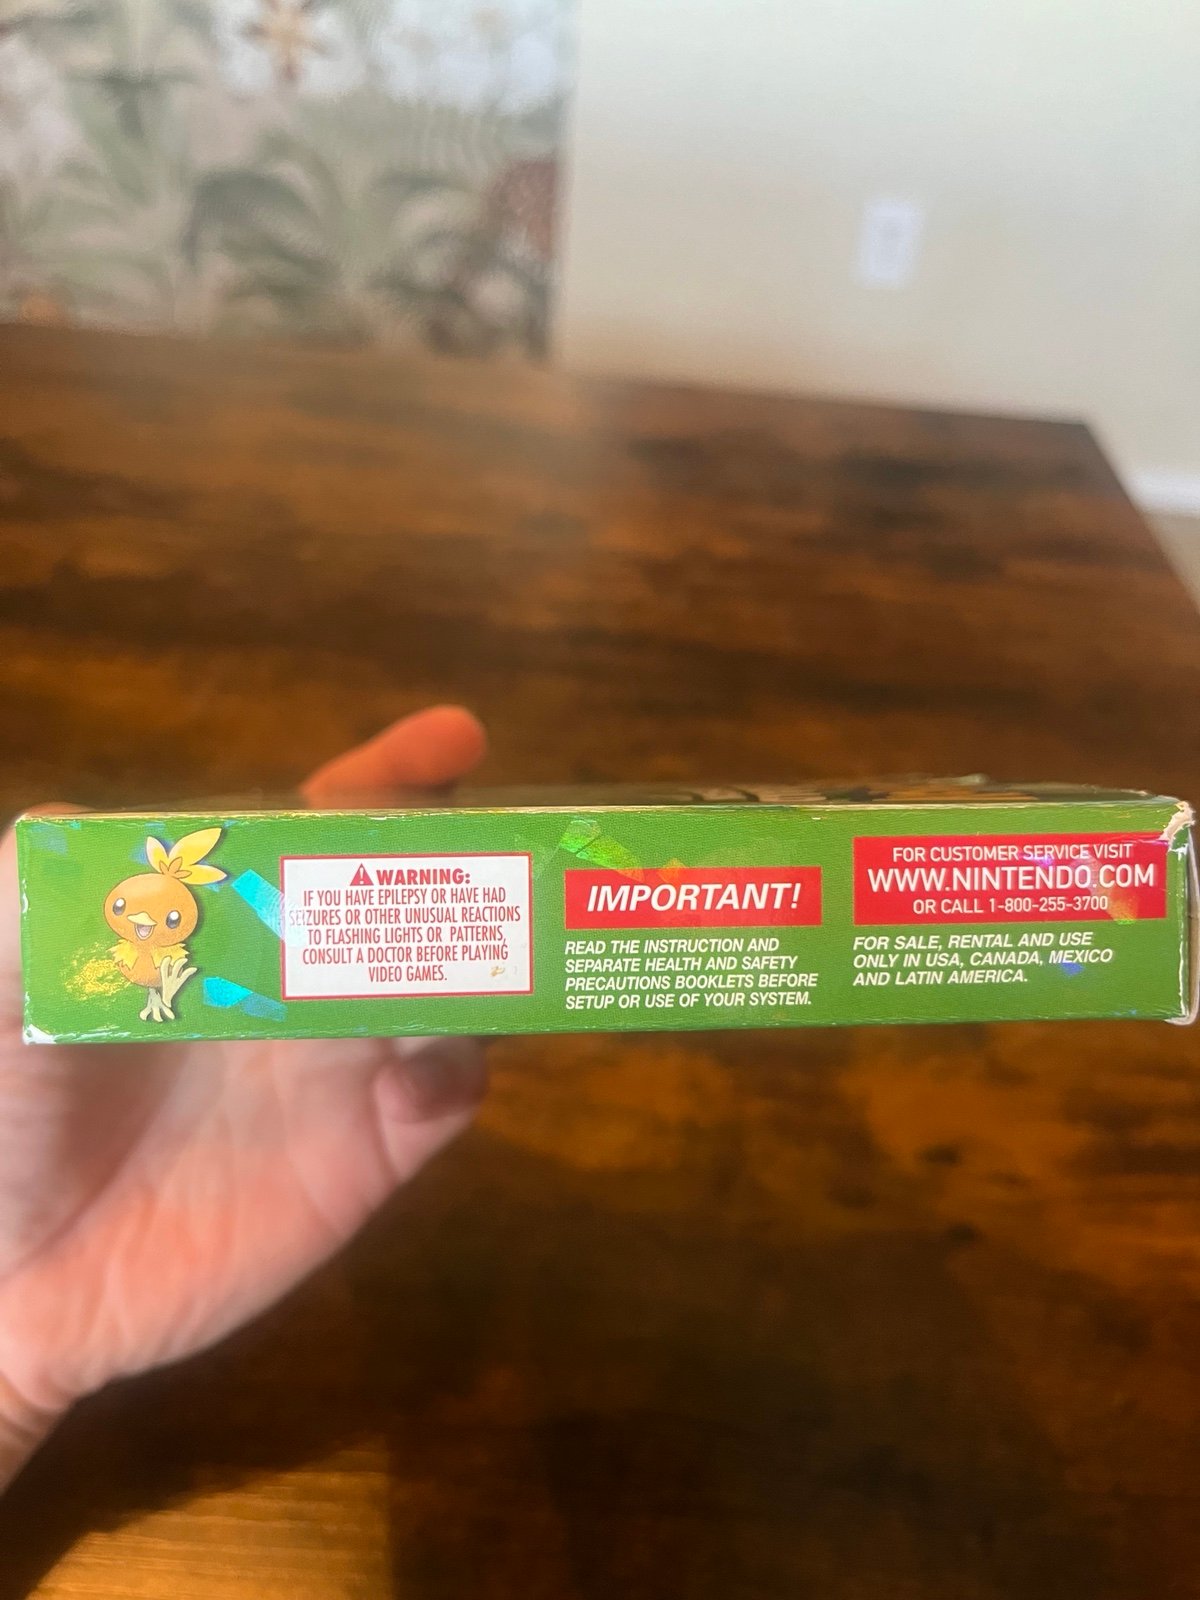 WARNING:
IF YOU HAVE EPILEPSY OR HAVE HAD
SEIZURES OR OTHER UNUSUAL REACTIONS
TO FLASHING LIGHTS OR PATTERNS,
CONSULT A DOCTOR BEFORE PLAYING
VIDEO GAMES.
IMPORTANT!
READ THE INSTRUCTION AND
SEPARATE HEALTH AND SAFETY
PRECAUTIONS BOOKLETS BEFORE
SETUP OR USE OF YOUR SYSTEM.
FOR CUSTOMER SERVICE VISIT
WWW.NINTENDO.COM
OR CALL 1-800-255-3700
FOR SALE, RENTAL AND USE
ONLY IN USA, CANADA, MEXICO
AND LATIN AMERICA.